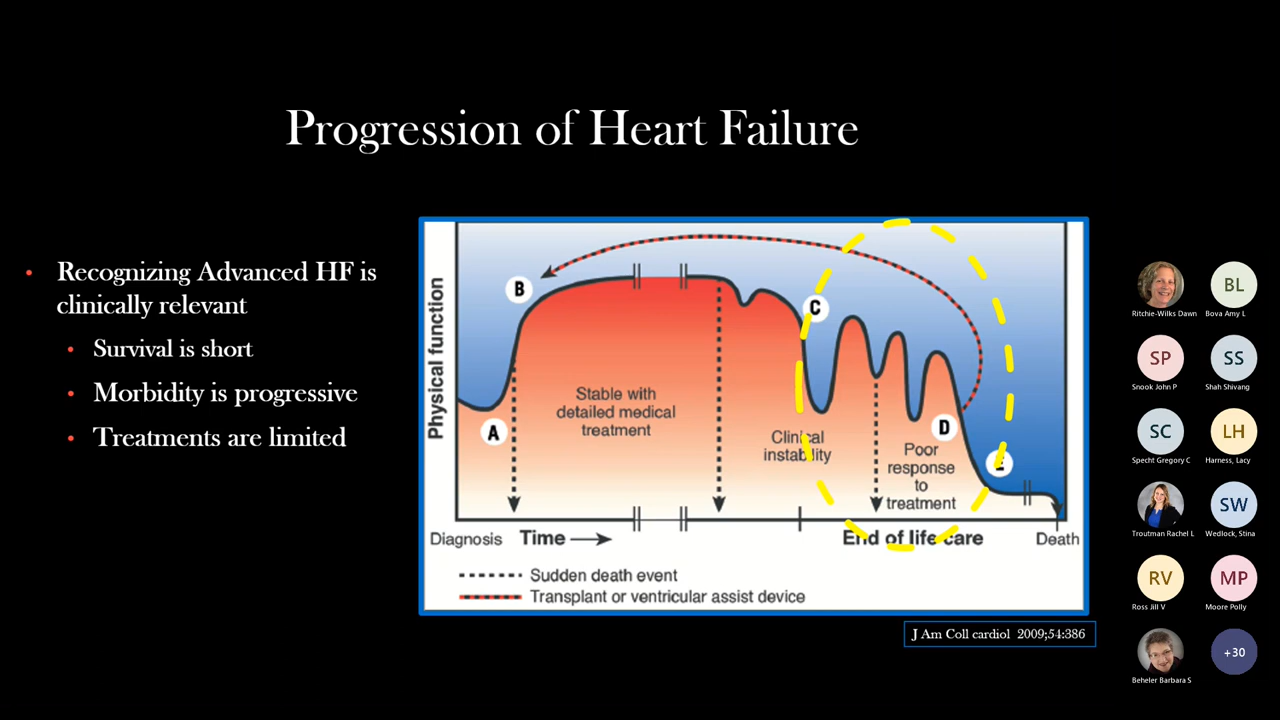 Progression of Heart Failure
Recognizing Advanced HF is
clinically relevant
Survival is short
Morbidity is progressive
Treatments are limited
Physical function
A
B
C
D
Stable with
detailed medical
treatment
Clinical
instability
Poor
response
to
treatment
Diagnosis
Time
End of life care
Death
Sudden death event
Transplant or ventricular assist device
J Am Coll cardiol 2009;54:386
Ritchie-Wilks Dawn
BL
Bova Amy L
SP
Snook John P
SS
Shah Shivang
SC
Specht Gregory C
LH
Harness, Lacy
Troutman Rachel L
SW
Wedlock, Stina
RV
Ross Jill V
MP
Moore Polly
Beheler Barbara S
+30